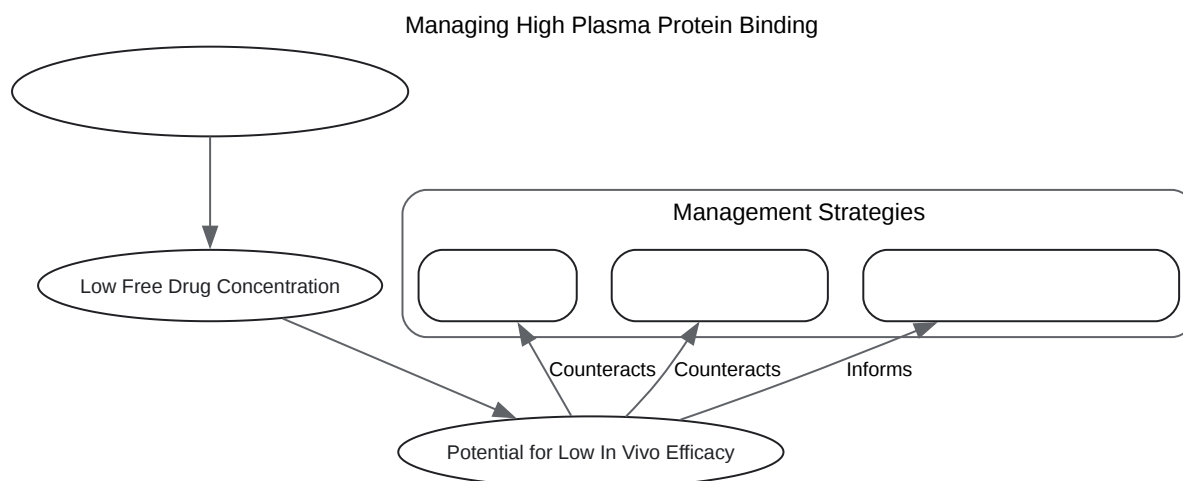 Managing High Plasma Protein Binding
Management Strategies
Low Free Drug Concentration
Counteracts
Counteracts
Informs
Potential for Low In Vivo Efficacy